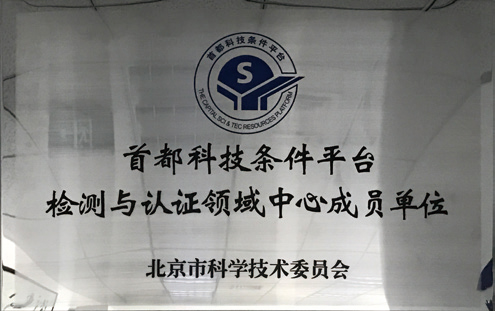 首都科技条件平台
S
THE CAPITAL SCI & TEC RESOURCES PLATFORM
首都科技条件平台
检测与认证领域中心成员单位
北京市科学技术委员会